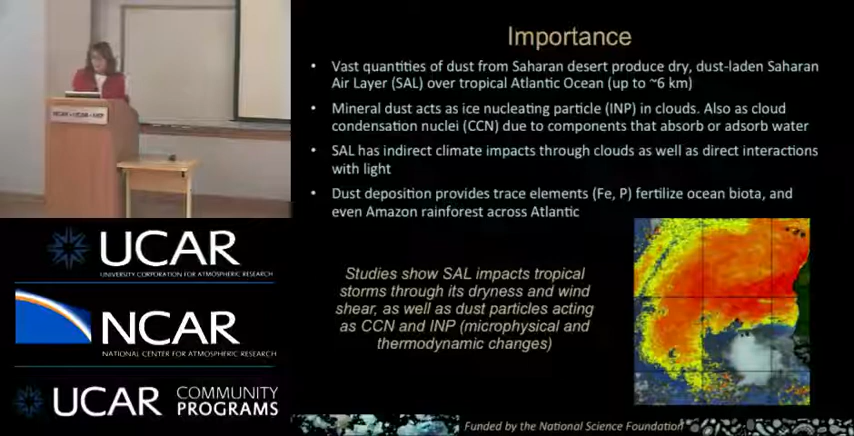 Importance
• Vast quantities of dust from Saharan desert produce dry, dust-laden Saharan
Air Layer (SAL) over tropical Atlantic Ocean (up to ~6 km)
• Mineral dust acts as ice nucleating particle (INP) in clouds. Also as cloud
condensation nuclei (CCN) due to components that absorb or adsorb water
• SAL has indirect climate impacts through clouds as well as direct interactions
with light
• Dust deposition provides trace elements (Fe, P) fertilize ocean biota, and
even Amazon rainforest across Atlantic
Studies show SAL impacts tropical
storms through its dryness and wind
shear, as well as dust particles acting
as CCN and INP (microphysical and
thermodynamic changes)
Funded by the National Science Foundation
UCAR
UNIVERSITY CORPORATION FOR ATMOSPHERIC RESEARCH
NCAR
NATIONAL CENTER FOR ATMOSPHERIC RESEARCH
UCAR COMMUNITY
PROGRAMS